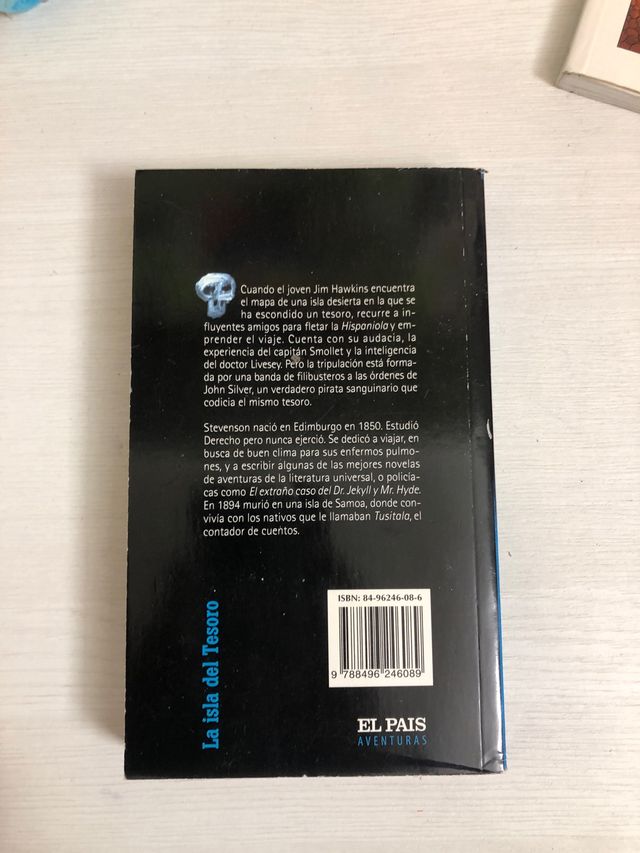 Cuando el joven Jim Hawkins encuentra
el mapa de una isla desierta en la que se
ha escondido un tesoro, recurre a in-
fluyentes amigos para fletar la Hispaniola y em-
prender el viaje. Cuenta con su audacia, la
experiencia del capitán Smollet y la inteligencia
del doctor Livesey. Pero la tripulación está forma-
da por una banda de filibusteros a las órdenes de
John Silver, un verdadero pirata sanguinario que
codicia el mismo tesoro.
Stevenson nació en Edimburgo en 1850. Estudió
Derecho pero nunca ejerció. Se dedicó a viajar, en
busca de buen clima para sus enfermos pulmo-
nes, y a escribir algunas de las mejores novelas
de aventuras de la literatura universal, o policía-
cas como El extraño caso del Dr. Jekyll y Mr. Hyde.
En 1894 murió en una isla de Samoa, donde con-
vivía con los nativos que le llamaban Tusitala, el
contador de cuentos.
La isla del Tesoro
ISBN: 84-96246-08-6
9 788496 246089
EL PAIS
AVENTURAS